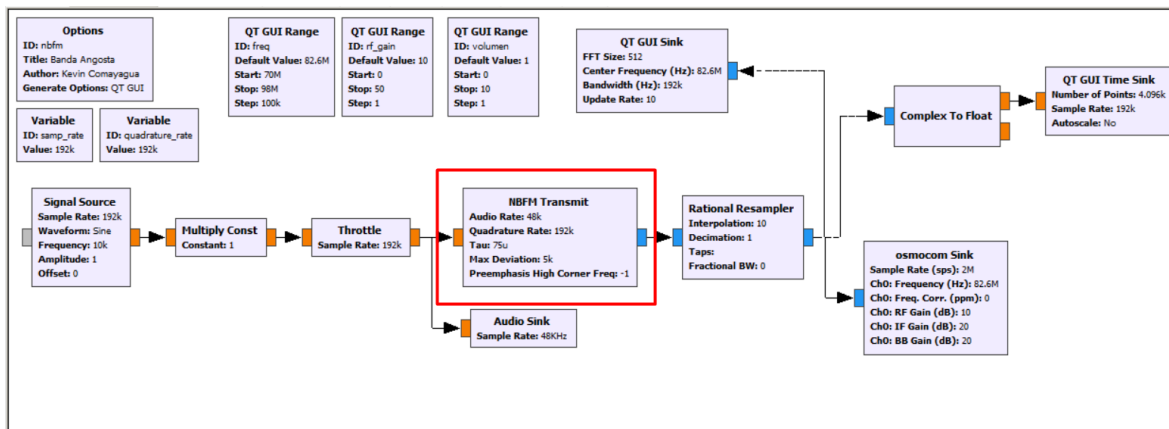 Options
ID: nbfm
Title: Banda Angosta
Author: Kevin Comayagua
Generate Options: QT GUI
QT GUI Range
ID: freq
Default Value: 82.6M
Start: 70M
Stop: 98M
Step: 100k
QT GUI Range
ID: rf_gain
Default Value: 10
Start: 0
Stop: 50
Step: 1
QT GUI Range
ID: volumen
Default Value: 1
Start: 0
Stop: 10
Step: 1
QT GUI Sink
FFT Size: 512
Center Frequency (Hz): 82.6M
Bandwidth (Hz): 192k
Update Rate: 10
QT GUI Time Sink
Number of Points: 4.096k
Sample Rate: 192k
Autoscale: No
Complex To Float
Variable
ID: samp_rate
Value: 192k
Variable
ID: quadrature_rate
Value: 192k
Signal Source
Sample Rate: 192k
Waveform: Sine
Frequency: 10k
Amplitude: 1
Offset: 0
Multiply Const
Constant: 1
Throttle
Sample Rate: 192k
NBFM Transmit
Audio Rate: 48k
Quadrature Rate: 192k
Tau: 75u
Max Deviation: 5k
Preemphasis High Corner Freq: -1
Rational Resampler
Interpolation: 10
Decimation: 1
Taps:
Fractional BW: 0
osmocom Sink
Sample Rate (sps): 2M
Ch0: Frequency (Hz): 82.6M
Ch0: Freq. Corr. (ppm): 0
Ch0: RF Gain (dB): 10
Ch0: IF Gain (dB): 20
Ch0: BB Gain (dB): 20
Audio Sink
Sample Rate: 48KHz